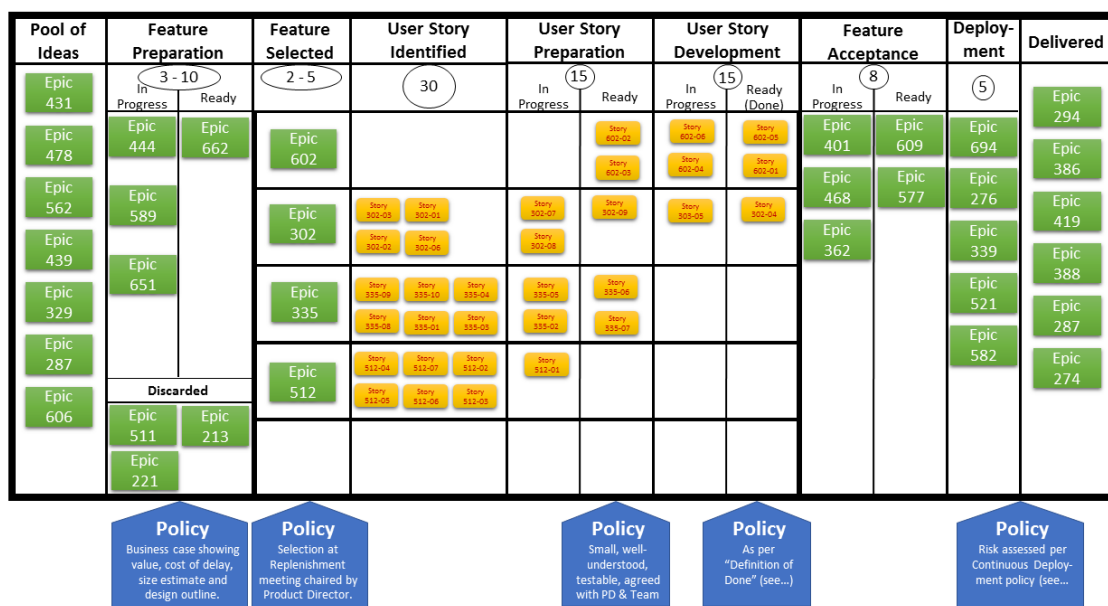 Pool of
Ideas
Feature
Preparation
Feature
Selected
User Story
Identified
User Story
Preparation
User Story
Development
Feature
Acceptance
Deploy-
ment
Delivered
3 - 10
2 - 5
30
15
15
8
5
In
Progress
Ready
In
Progress
Ready
In
Progress
Ready
(Done)
In
Progress
Ready
Epic
431
Epic
478
Epic
562
Epic
439
Epic
329
Epic
287
Epic
606
Epic
444
Epic
662
Epic
589
Epic
651
Discarded
Epic
511
Epic
213
Epic
221
Epic
602
Story
602-02
Story
602-03
Story
602-06
Story
602-05
Story
602-04
Story
602-01
Epic
302
Story
302-03
Story
302-01
Story
302-02
Story
302-06
Story
302-07
Story
302-09
Story
302-08
Story
303-05
Story
302-04
Epic
335
Story
335-09
Story
335-10
Story
335-04
Story
335-08
Story
335-01
Story
335-03
Story
335-05
Story
335-06
Story
335-02
Story
335-07
Epic
512
Story
512-04
Story
512-07
Story
512-02
Story
512-05
Story
512-06
Story
512-03
Story
512-01
Epic
401
Epic
609
Epic
468
Epic
577
Epic
362
Epic
694
Epic
276
Epic
339
Epic
521
Epic
582
Epic
294
Epic
386
Epic
419
Epic
388
Epic
287
Epic
274
Policy
Business case showing
value, cost of delay,
size estimate and
design outline.
Policy
Selection at
Replenishment
meeting chaired by
Product Director.
Policy
Small, well-
understood,
testable, agreed
with PD & Team
Policy
As per
“Definition of
Done” (see…)
Policy
Risk assessed per
Continuous Deploy-
ment policy (see…